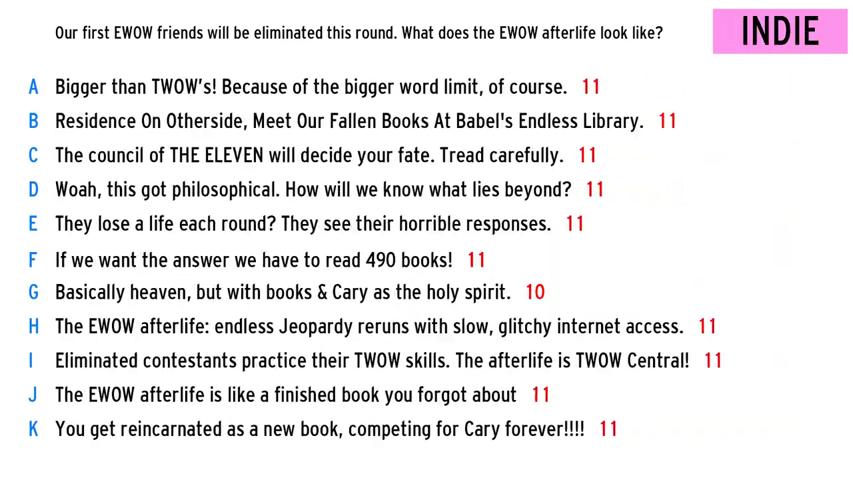 Our first EWOW friends will be eliminated this round. What does the EWOW afterlife look like?
INDIE
A Bigger than TWOW's! Because of the bigger word limit, of course. 11
B Residence On Otherside, Meet Our Fallen Books At Babel's Endless Library. 11
C The council of THE ELEVEN will decide your fate. Tread carefully. 11
D Woah, this got philosophical. How will we know what lies beyond? 11
E They lose a life each round? They see their horrible responses. 11
F If we want the answer we have to read 490 books! 11
G Basically heaven, but with books & Cary as the holy spirit. 10
H The EWOW afterlife: endless Jeopardy reruns with slow, glitchy internet access. 11
I Eliminated contestants practice their TWOW skills. The afterlife is TWOW Central! 11
J The EWOW afterlife is like a finished book you forgot about 11
K You get reincarnated as a new book, competing for Cary forever!!!! 11